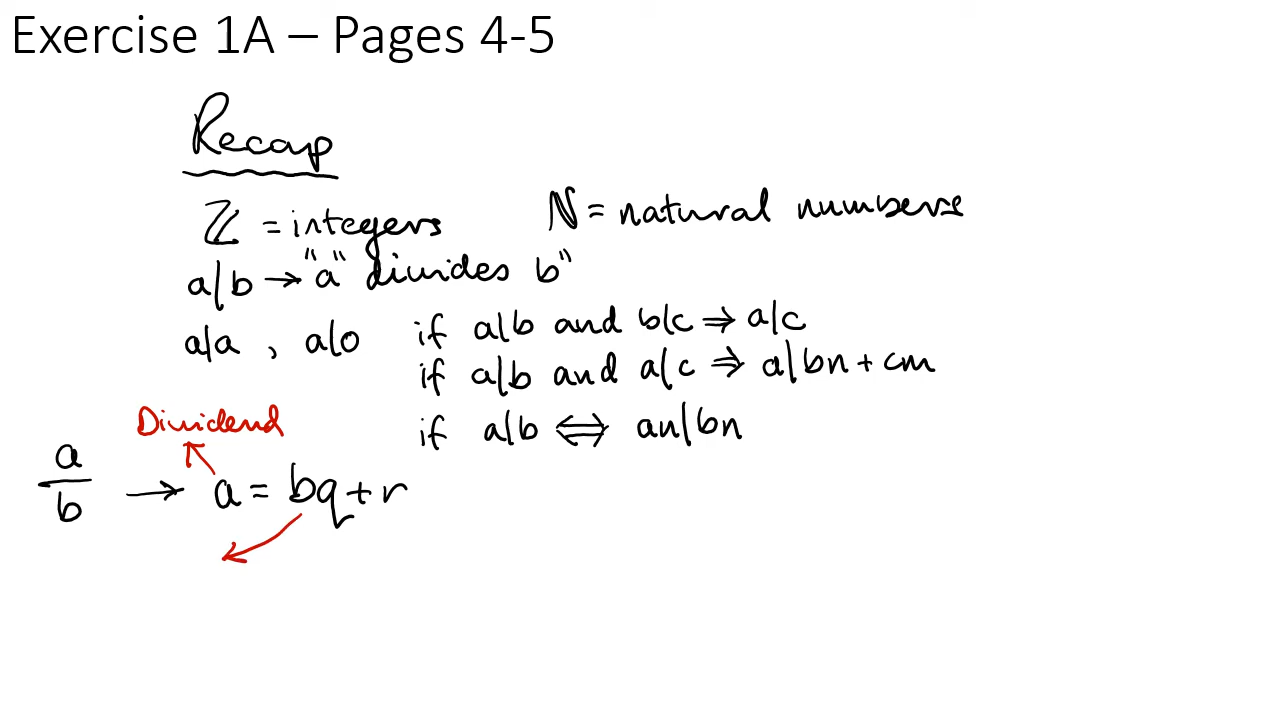 Exercise 1A – Pages 4-5
Recap
ℤ = integers ℕ = natural numbers
a|b → "a" divides b"
a|a , a|0 if a|b and b|c ⇒ a|c
if a|b and a|c ⇒ a|bn + cm
if a|b ⇔ an|bn
Dividend
a/b → a = bq + r